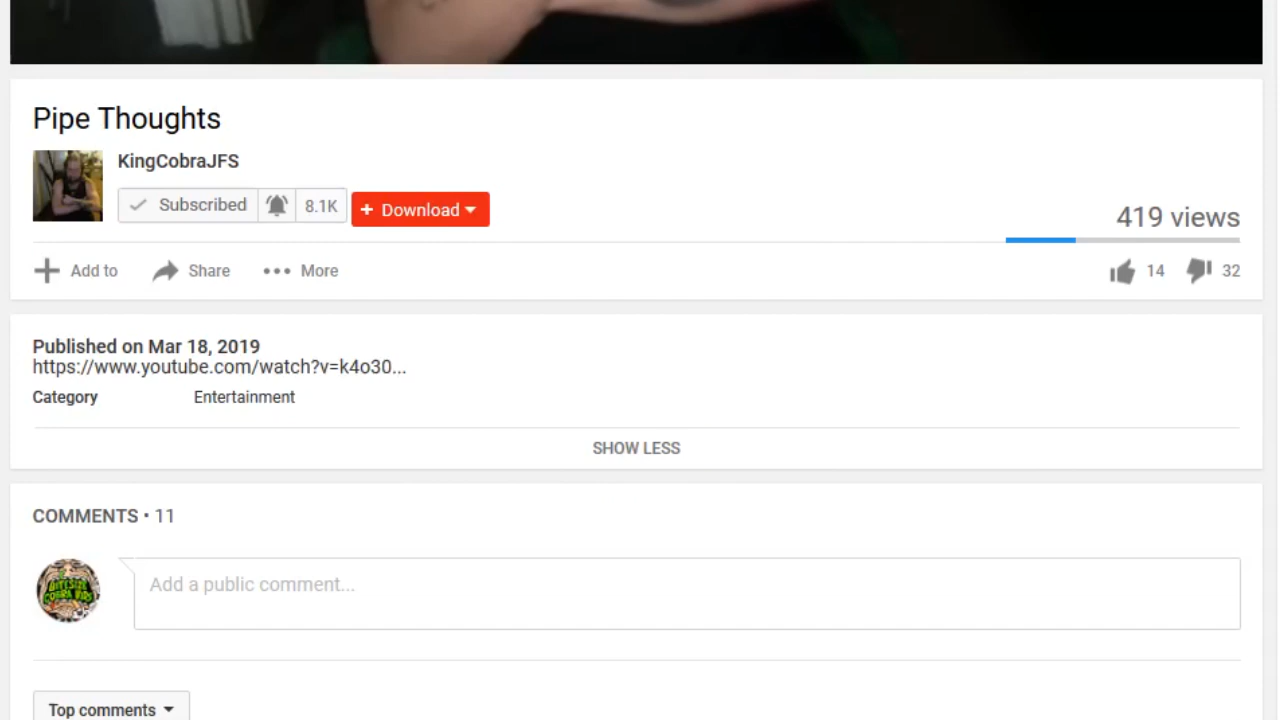 Pipe Thoughts
KingCobraJFS
Subscribed 8.1K + Download
419 views
Add to Share More 14 32
Published on Mar 18, 2019
https://www.youtube.com/watch?v=k4o30...
Category Entertainment
SHOW LESS
COMMENTS • 11
Add a public comment...
Top comments